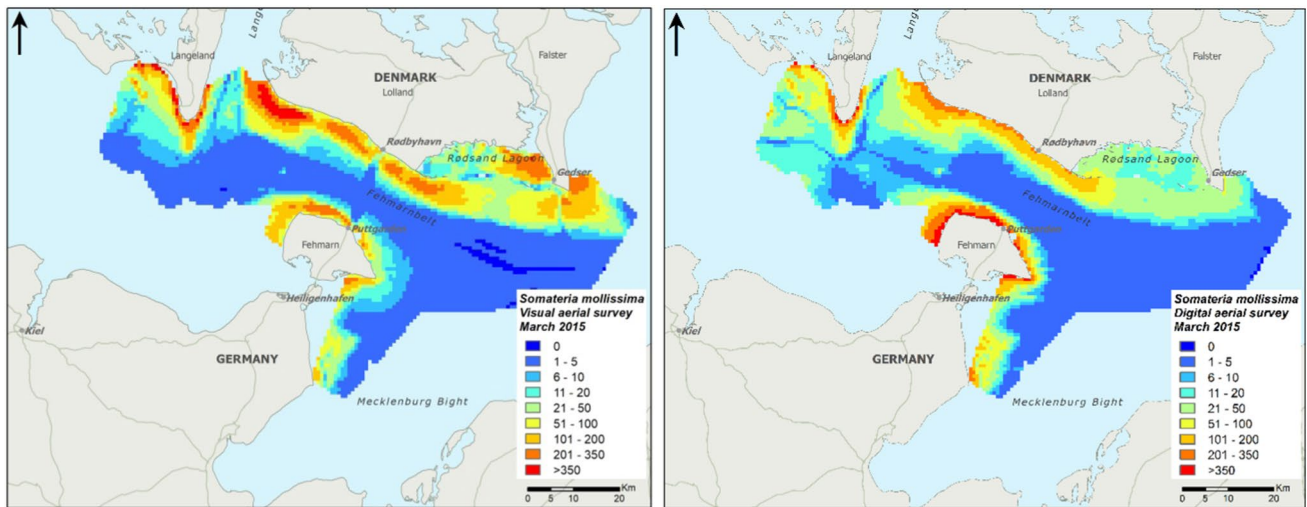 Lange
Langeland
Falster
DENMARK
Lolland
Rødbyhavn
Rødsand Lagoon
Gedser
Fehmarnbelt
Puttgarden
Fehmarn
Heiligenhafen
Kiel
GERMANY
Mecklenburg Bight
Somateria mollissima
Visual aerial survey
March 2015
0
1 - 5
6 - 10
11 - 20
21 - 50
51 - 100
101 - 200
201 - 350
>350
Km
0 5 10 20
Lange
Langeland
Falster
DENMARK
Lolland
Rødbyhavn
Rødsand Lagoon
Gedser
Fehmarnbelt
Puttgarden
Fehmarn
Heiligenhafen
Kiel
GERMANY
Mecklenburg Bight
Somateria mollissima
Digital aerial survey
March 2015
0
1 - 5
6 - 10
11 - 20
21 - 50
51 - 100
101 - 200
201 - 350
>350
Km
0 5 10 20